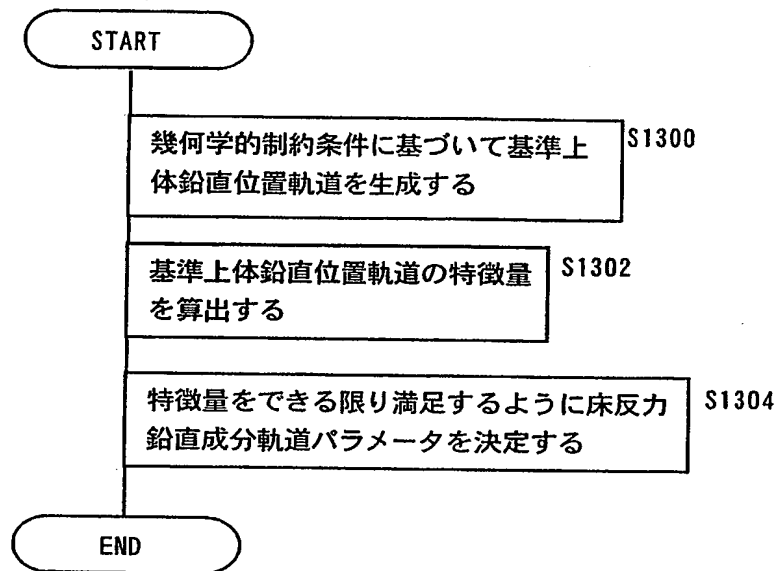 START
幾何学的制約条件に基づいて基準上
体鉛直位置軌道を生成する
S1300
基準上体鉛直位置軌道の特徴量
を算出する
S1302
特徴量をできる限り満足するように床反力
鉛直成分軌道パラメータを決定する
S1304
END